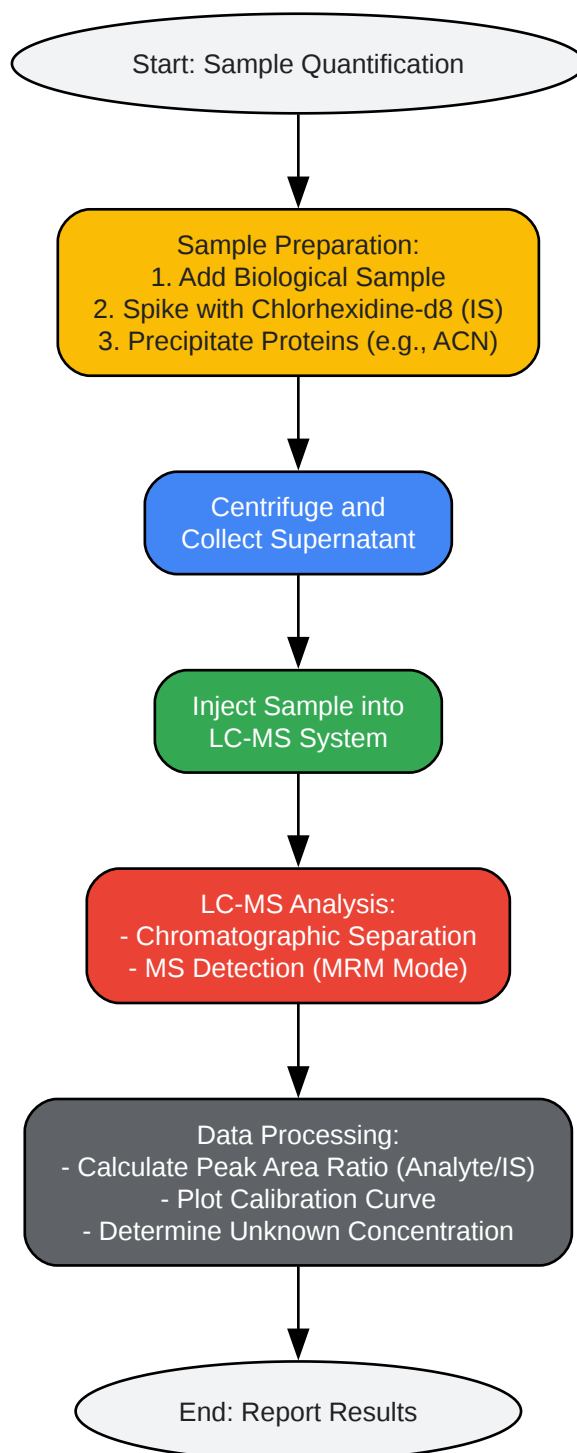 Start: Sample Quantification
Sample Preparation:
1. Add Biological Sample
2. Spike with Chlorhexidine-d8 (IS)
3. Precipitate Proteins (e.g., ACN)
Centrifuge and
Collect Supernatant
Inject Sample into
LC-MS System
LC-MS Analysis:
- Chromatographic Separation
- MS Detection (MRM Mode)
Data Processing:
- Calculate Peak Area Ratio (Analyte/IS)
- Plot Calibration Curve
- Determine Unknown Concentration
End: Report Results